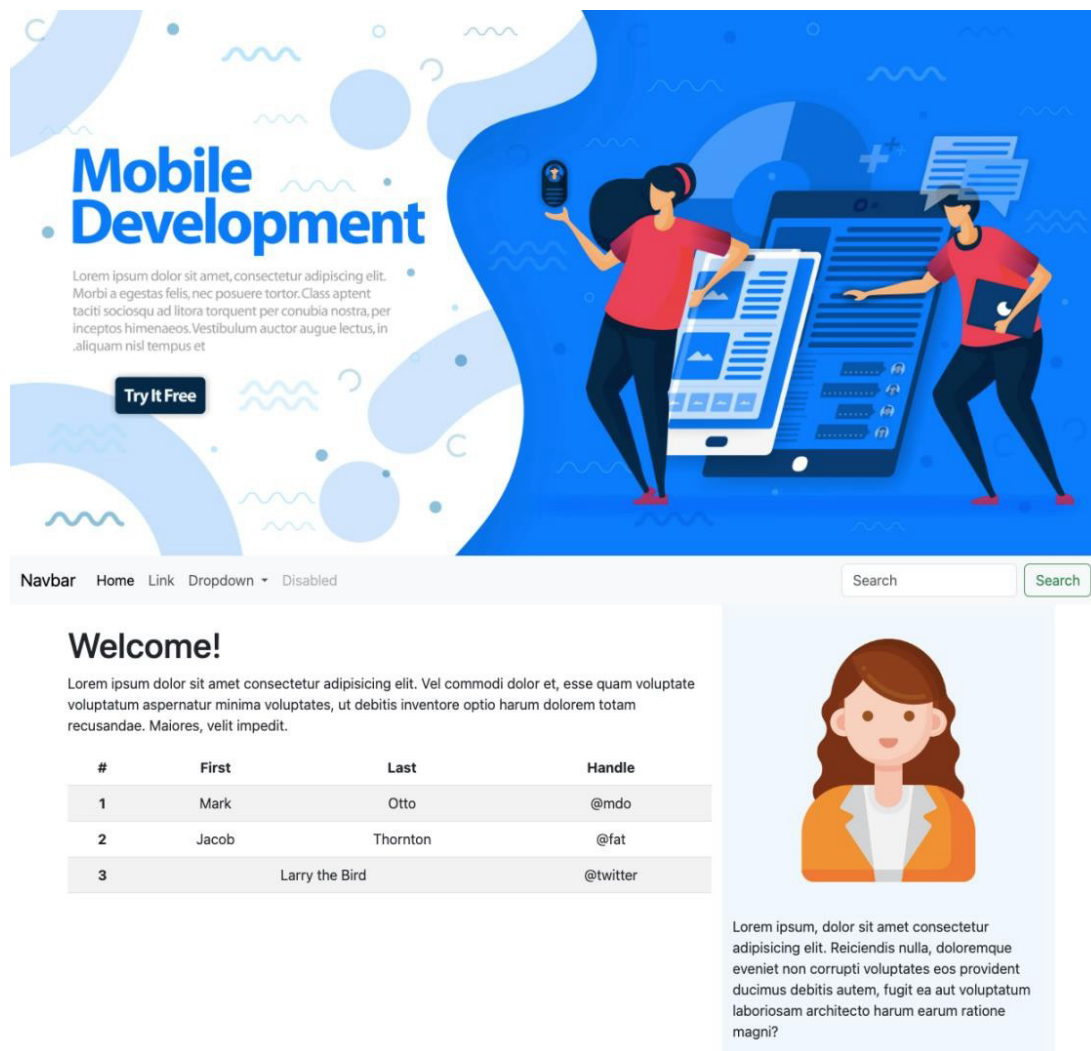 Mobile
Development
Lorem ipsum dolor sit amet, consectetur adipiscing elit.
Morbi a egestas felis, nec posuere tortor. Class aptent
taciti sociosqu ad litora torquent per conubia nostra, per
inceptos himenaeos. Vestibulum auctor augue lectus, in
.aliquam nisl tempus et
Try It Free
Navbar Home Link Dropdown Disabled Search Search
Welcome!
Lorem ipsum dolor sit amet consectetur adipisicing elit. Vel commodi dolor et, esse quam voluptate
voluptatum aspernatur minima voluptates, ut debitis inventore optio harum dolorem totam
recusandae. Maiores, velit impedit.
# First Last Handle
1 Mark Otto @mdo
2 Jacob Thornton @fat
3 Larry the Bird @twitter
Lorem ipsum, dolor sit amet consectetur
adipisicing elit. Reiciendis nulla, doloremque
eveniet non corrupti voluptates eos provident
ducimus debitis autem, fugit ea aut voluptatum
laboriosam architecto harum earum ratione
magni?